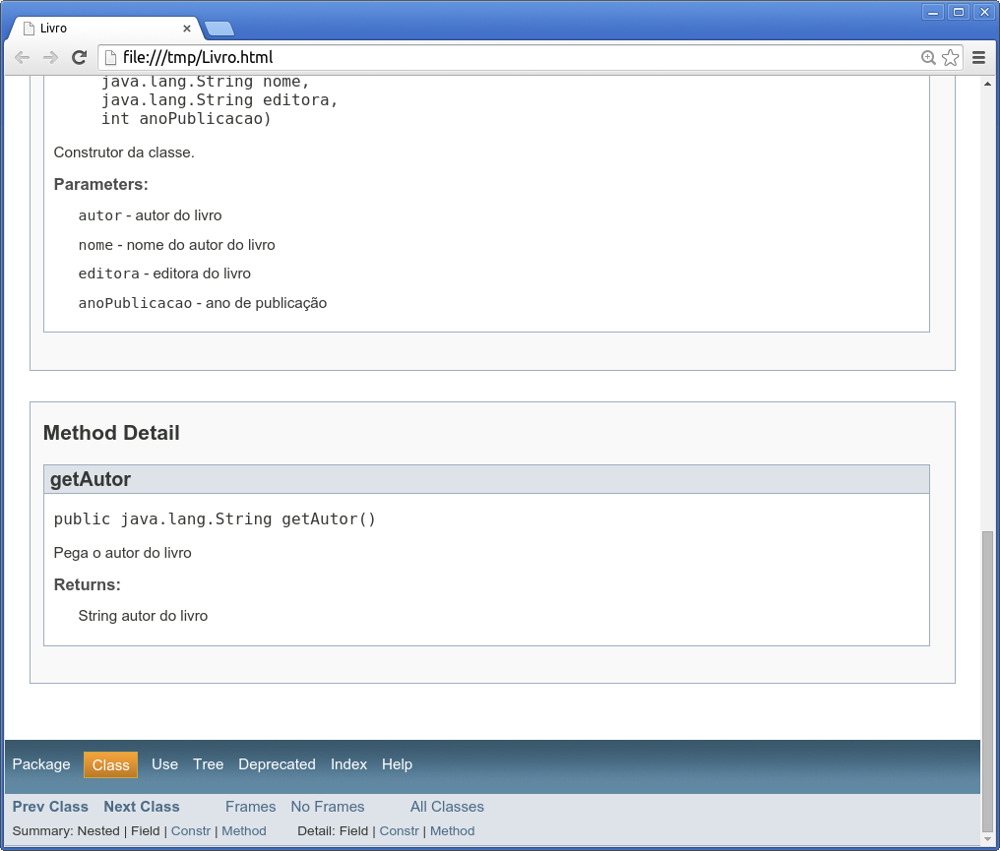 Livro
file:///tmp/Livro.html
java.lang.String nome,
java.lang.String editora,
int anoPublicacao)
Construtor da classe.
Parameters:
autor - autor do livro
nome - nome do autor do livro
editora - editora do livro
anoPublicacao - ano de publicação
Method Detail
getAutor
public java.lang.String getAutor()
Pega o autor do livro
Returns:
String autor do livro
Package Class Use Tree Deprecated Index Help
Prev Class Next Class Frames No Frames All Classes
Summary: Nested | Field | Constr | Method Detail: Field | Constr | Method